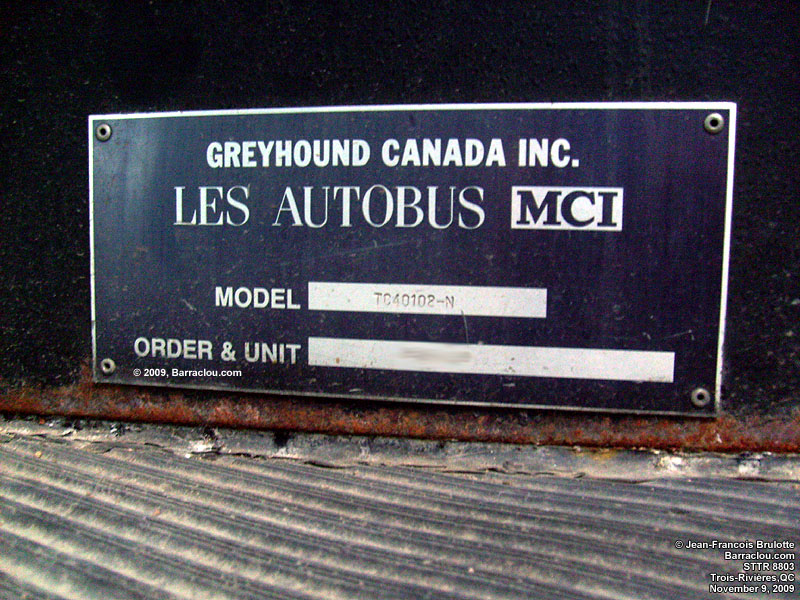 GREYHOUND CANADA INC.
LES AUTOBUS MCI
MODEL TC40102-N
ORDER & UNIT
© 2009, Barraclou.com
© Jean-Francois Brulotte
Barraclou.com
STTR 8803
Trois-Rivières,QC
November 9, 2009